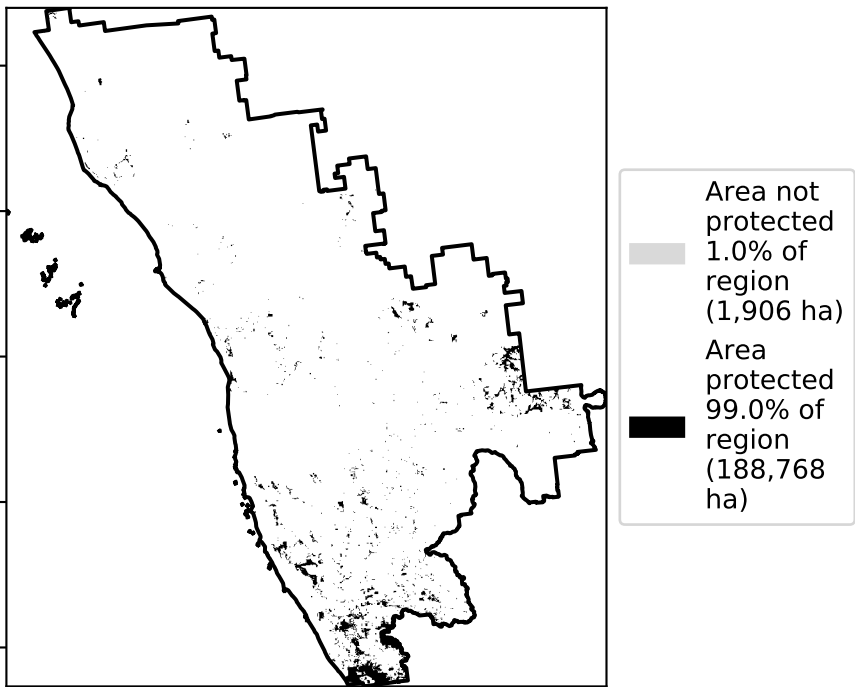 Area not
protected
1.0% of
region
(1,906 ha)
Area
protected
99.0% of
region
(188,768
ha)